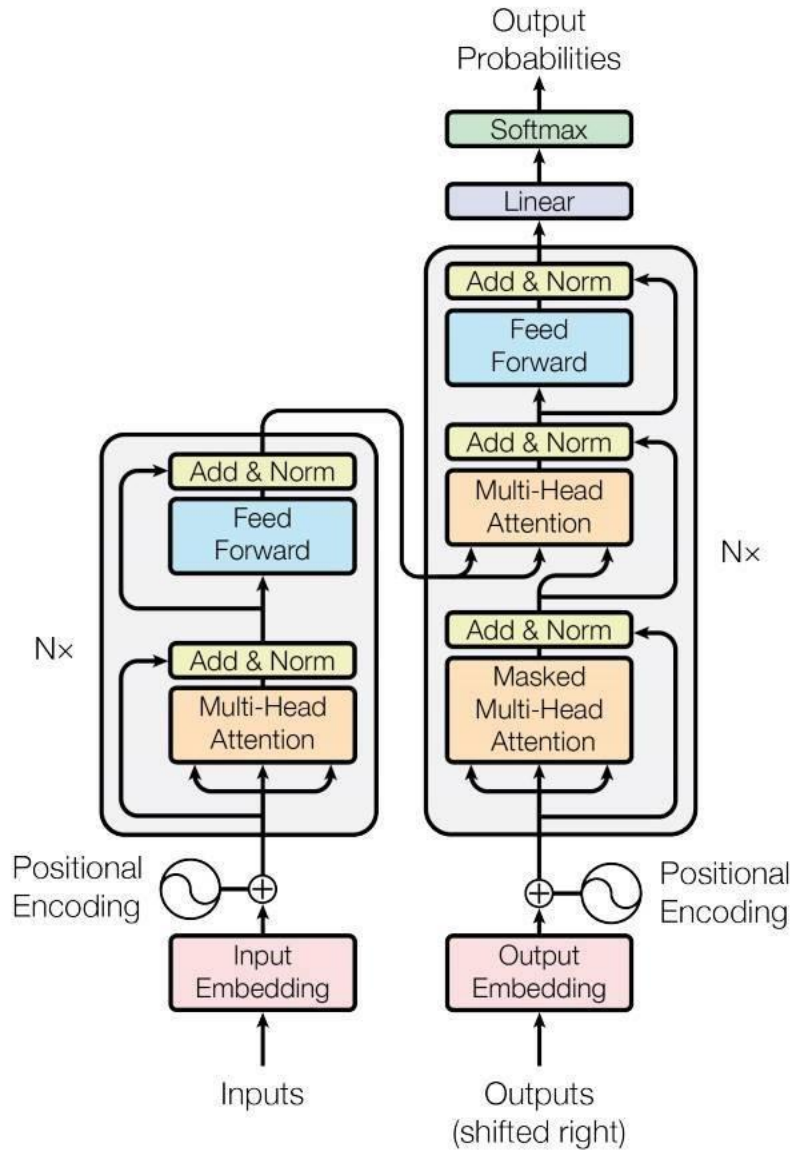 Output
Probabilities
Softmax
Linear
Add & Norm
Feed
Forward
Add & Norm
Multi-Head
Attention
Add & Norm
Masked
Multi-Head
Attention
N×
Add & Norm
Feed
Forward
Add & Norm
Multi-Head
Attention
N×
Positional
Encoding
Positional
Encoding
Input
Embedding
Output
Embedding
Inputs
Outputs
(shifted right)